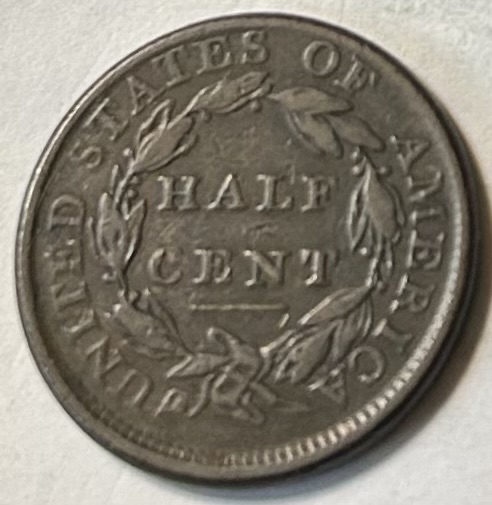 UNITED STATES OF AMERICA
HALF
CENT